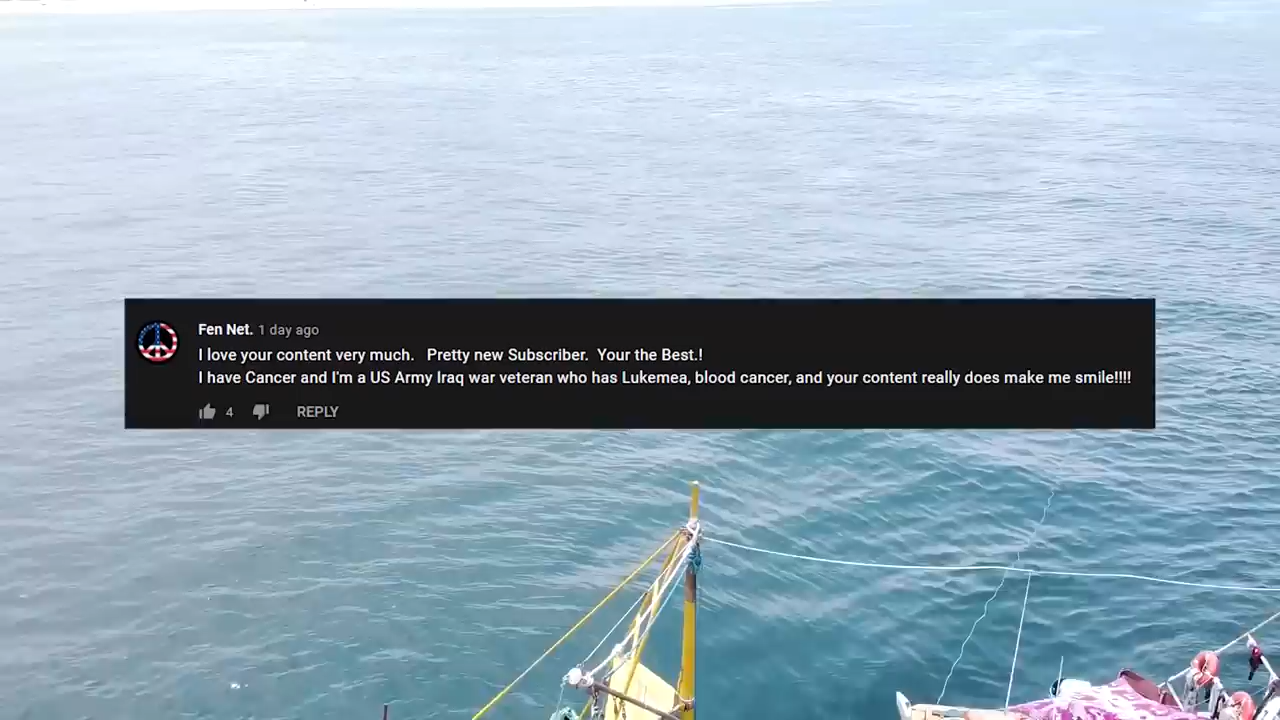 Fen Net. 1 day ago
I love your content very much. Pretty new Subscriber. Your the Best.!
I have Cancer and I'm a US Army Iraq war veteran who has Lukemea, blood cancer, and your content really does make me smile!!!!
4 REPLY